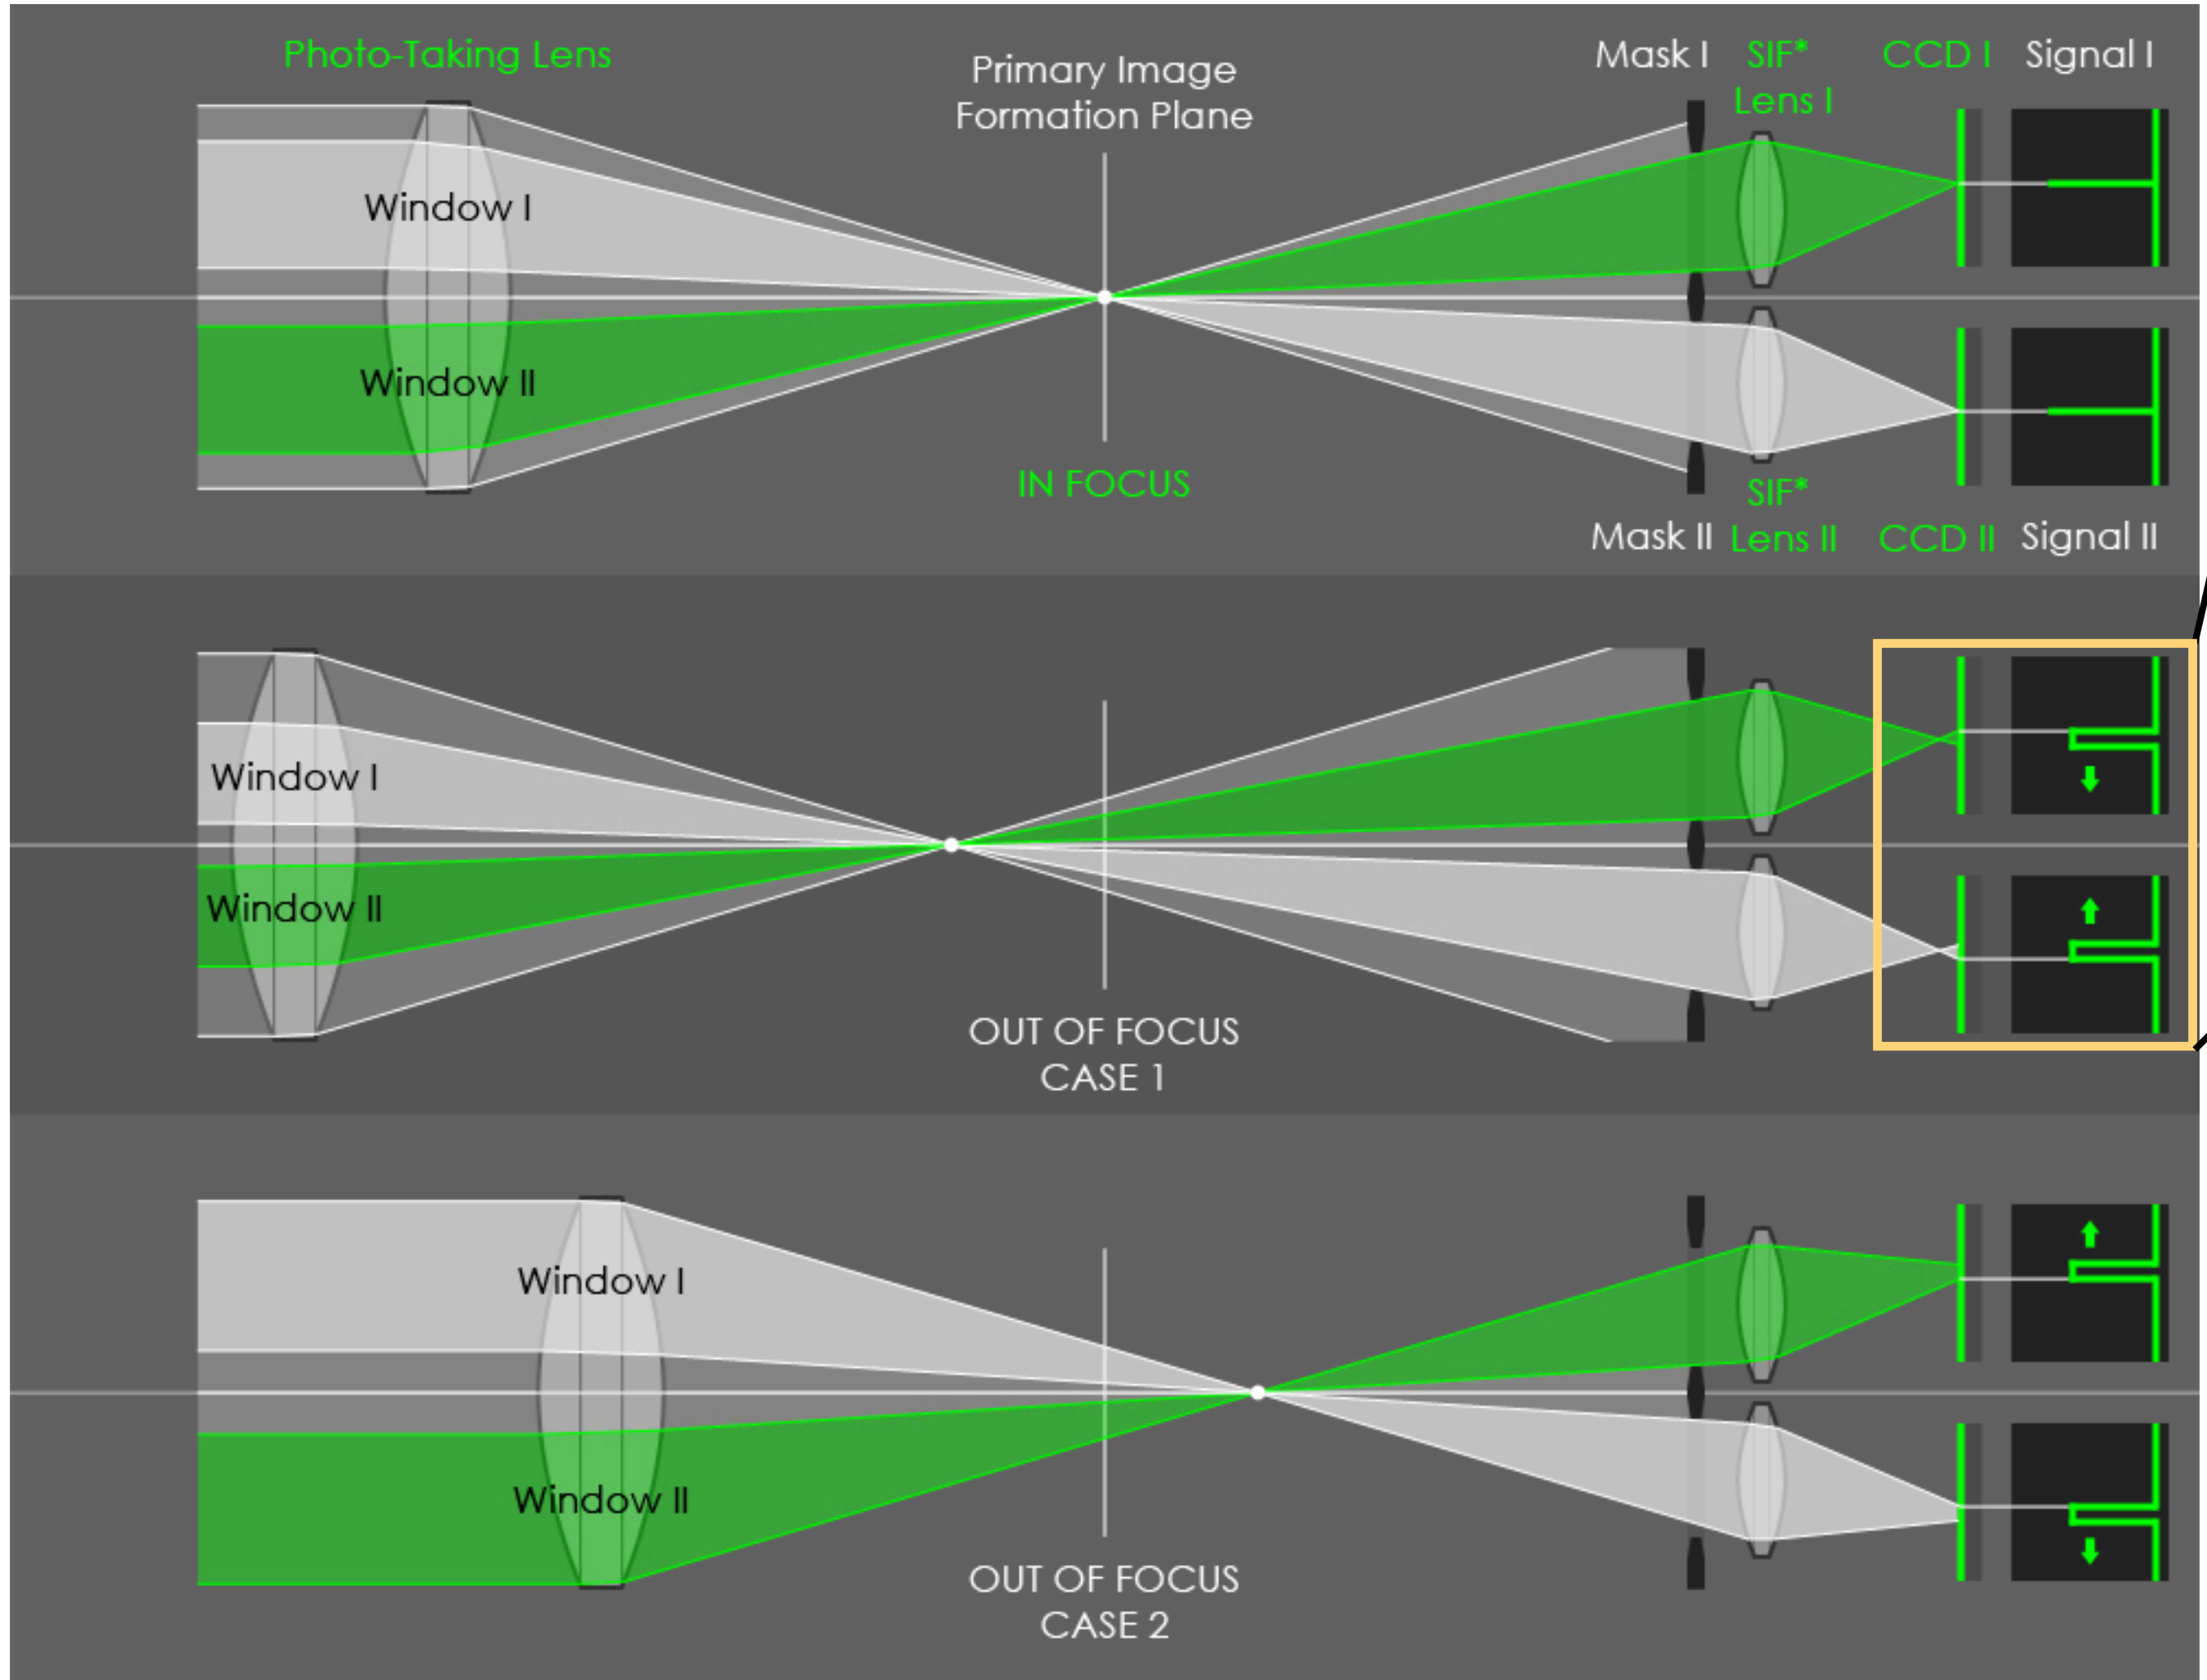 Photo-Taking Lens
Primary Image
Formation Plane
Mask I
SIF*
Lens I
CCD I
Signal I
Window I
Window II
IN FOCUS
SIF*
Lens II
Mask II
CCD II
Signal II
Window I
Window II
OUT OF FOCUS
CASE 1
Window I
Window II
OUT OF FOCUS
CASE 2